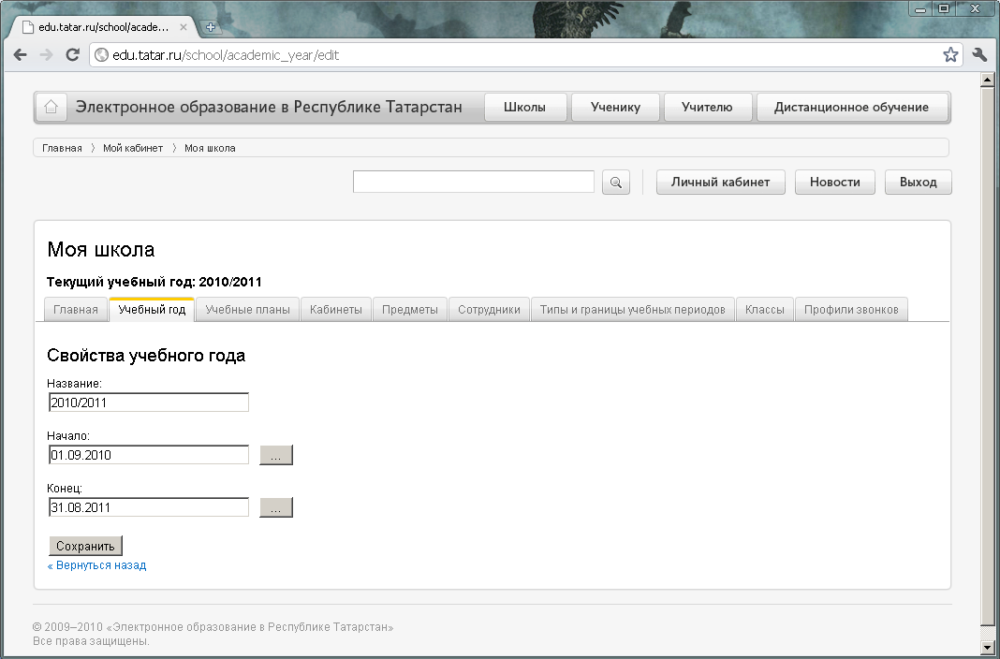 edu.tatar.ru/school/acade...
edu.tatar.ru/school/academic_year/edit
Электронное образование в Республике Татарстан
Школы
Ученику
Учителю
Дистанционное обучение
Главная 〉 Мой кабинет 〉 Моя школа
Личный кабинет
Новости
Выход
Моя школа
Текущий учебный год: 2010/2011
Главная
Учебный год
Учебные планы
Кабинеты
Предметы
Сотрудники
Типы и границы учебных периодов
Классы
Профили звонков
Свойства учебного года
Название:
2010/2011
Начало:
01.09.2010
...
Конец:
31.08.2011
...
Сохранить
« Вернуться назад
© 2009–2010 «Электронное образование в Республике Татарстан»
Все права защищены.